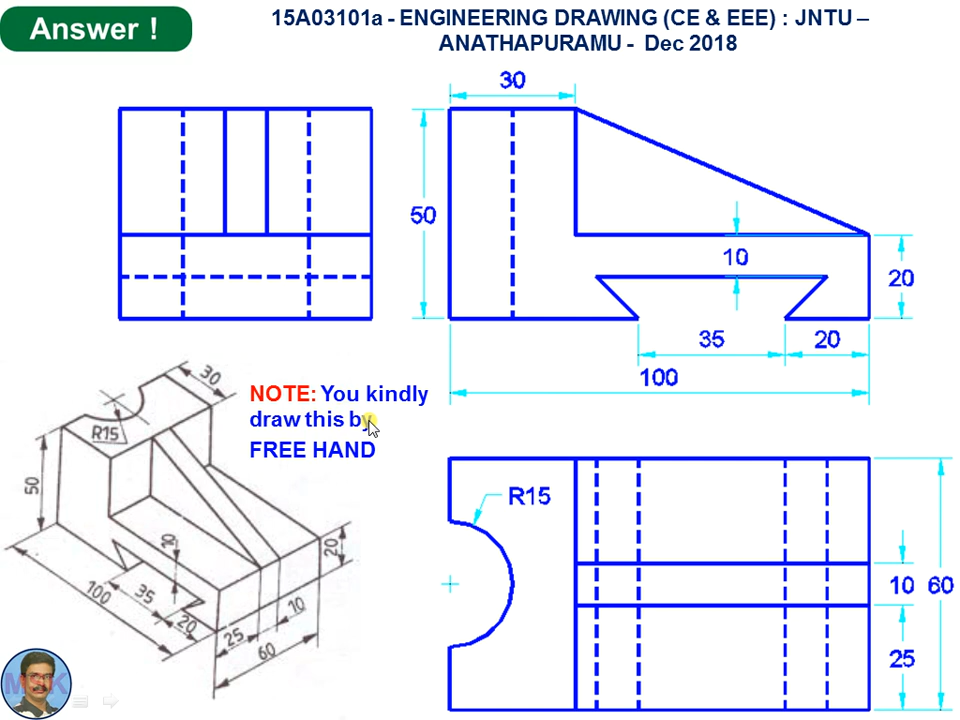 Answer !
15A03101a - ENGINEERING DRAWING (CE & EEE) : JNTU –
ANATHAPURAMU - Dec 2018
30
50
10
20
35
20
100
30
R15
50
10
20
100
35
20
10
25
60
NOTE: You kindly
draw this by
FREE HAND
R15
10
60
25